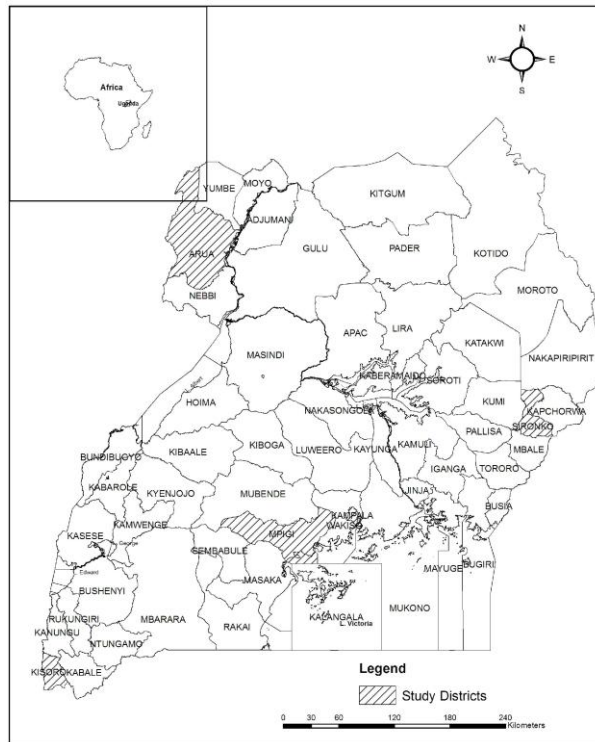 N
W E
S
Africa
Uganda
YUMBE
MOYO
ADJUMANI
KITGUM
ARUA
GULU
PADER
KOTIDO
NEBBI
MOROTO
APAC
LIRA
KATAKWI
MASINDI
NAKAPIRIPIRIT
KABERAMAIDO
SOROTI
HOIMA
KUMI
KAPCHORWA
NAKASONGOLA
SIRONKO
PALLISA
BUNDIBUGYO
KIBAALE
KIBOGA
LUWEERO
KAYUNGA
KAMULI
MBALE
IGANGA
TORORO
KABAROLE
KYENJOJO
MUBENDE
JINJA
BUSIA
KAMPALA
WAKISO
KASESE
KAMWENGE
MPIGI
George
SEMBABULE
Edward
MASAKA
MAYUGE
BUGIRI
BUSHENYI
MUKONO
RUKUNGIRI
MBARARA
RAKAI
KALANGALA
L. Victoria
KANUNGU
NTUNGAMO
KISORO
KABALE
Legend
Study Districts
0 30 60 120 180 240
Kilometers